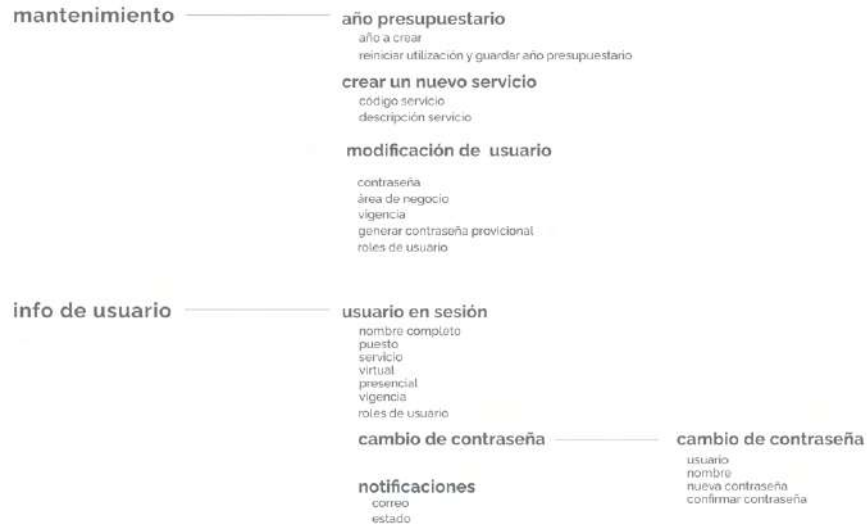 mantenimiento
año presupuestario
año a crear
reiniciar utilización y guardar año presupuestario
crear un nuevo servicio
código servicio
descripción servicio
modificación de usuario
contraseña
área de negocio
vigencia
generar contraseña provicional
roles de usuario
info de usuario
usuario en sesión
nombre completo
puesto
servicio
virtual
presencial
vigencia
roles de usuario
cambio de contraseña
cambio de contraseña
usuario
nombre
nueva contraseña
confirmar contraseña
notificaciones
correo
estado